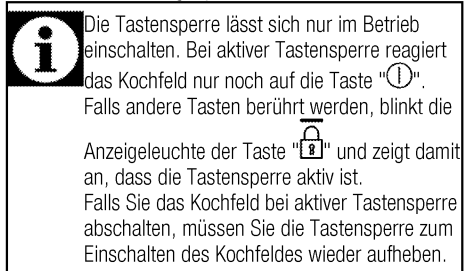 Die Tastensperre lässt sich nur im Betrieb
einschalten. Bei aktiver Tastensperre reagiert
das Kochfeld nur noch auf die Taste "".
Falls andere Tasten berührt werden, blinkt die
Anzeigeleuchte der Taste "" und zeigt damit
an, dass die Tastensperre aktiv ist.
Falls Sie das Kochfeld bei aktiver Tastensperre
abschalten, müssen Sie die Tastensperre zum
Einschalten des Kochfeldes wieder aufheben.